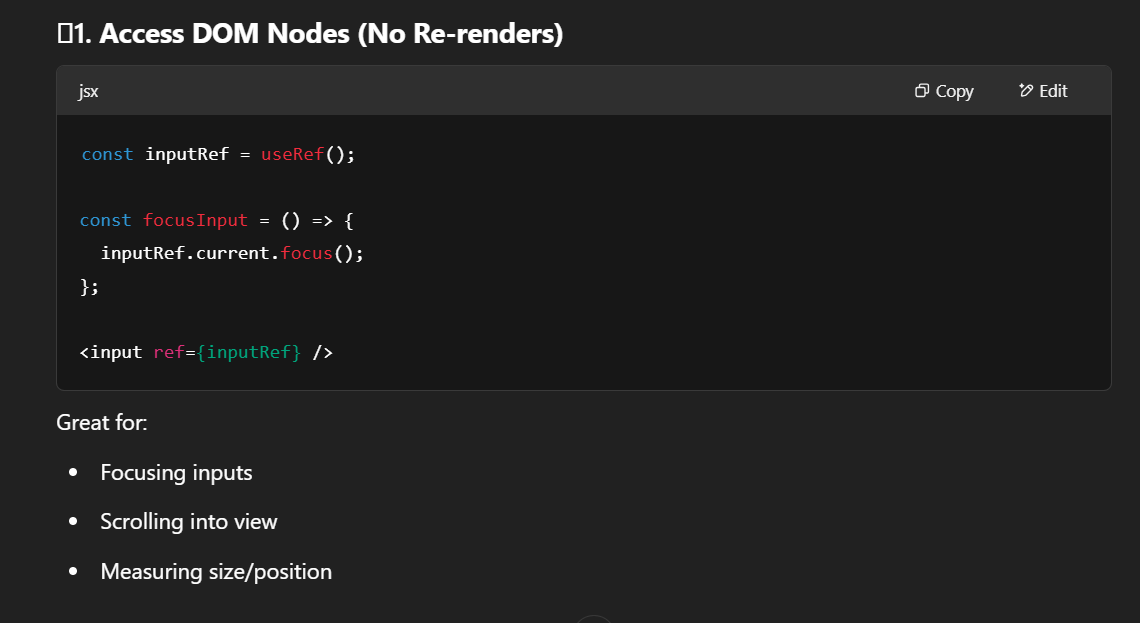 1. Access DOM Nodes (No Re-renders)
jsx
Copy
Edit
const inputRef = useRef();
const focusInput = () => {
  inputRef.current.focus();
};
<input ref={inputRef} />
Great for:
• Focusing inputs
• Scrolling into view
• Measuring size/position